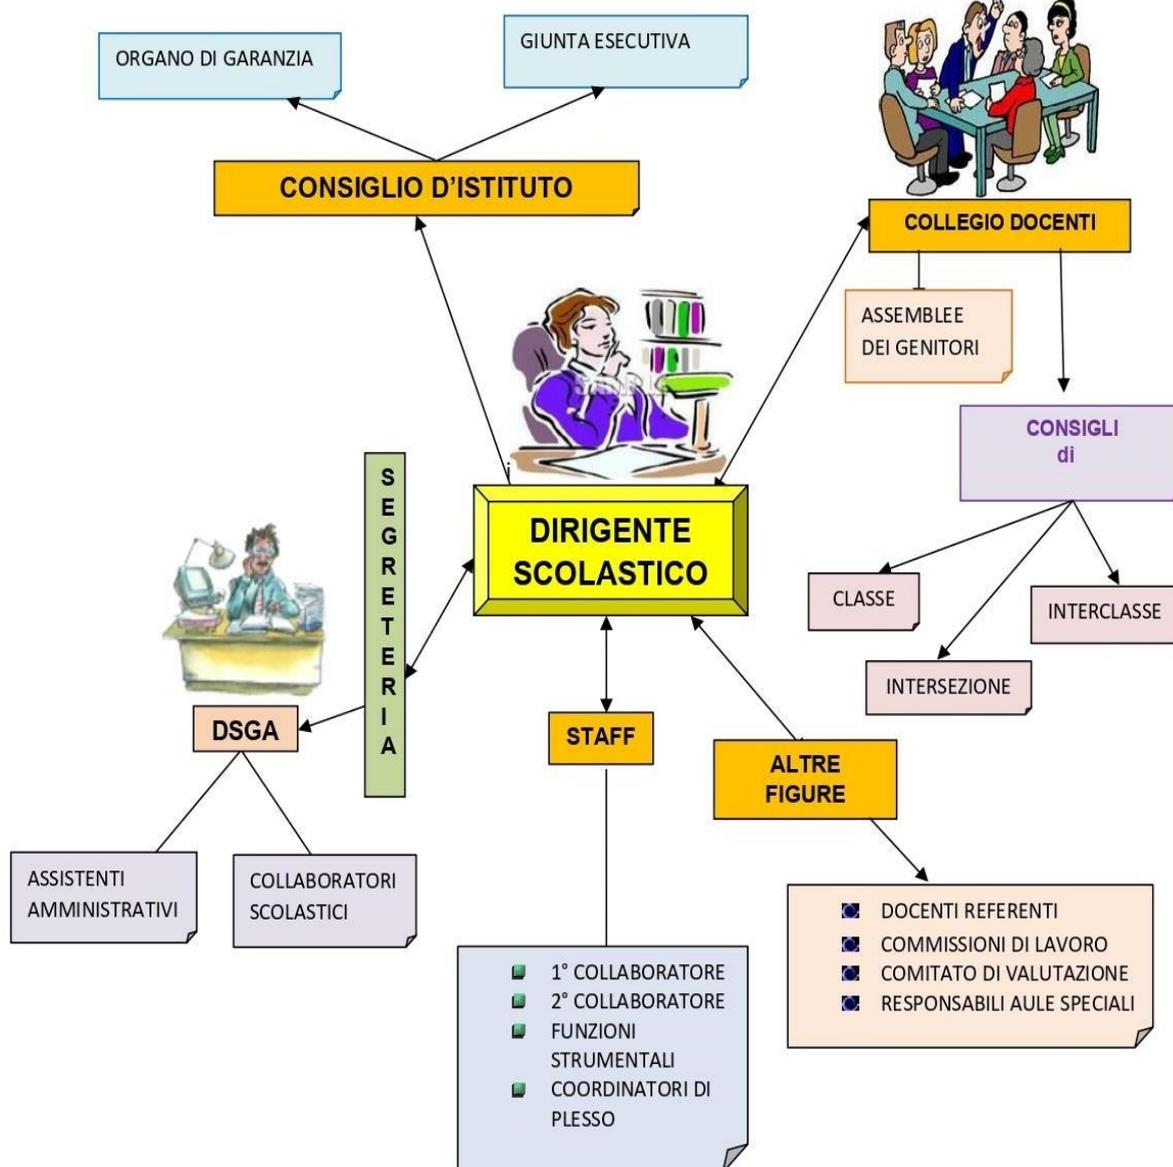 ORGANO DI GARANZIA
GIUNTA ESECUTIVA
CONSIGLIO D’ISTITUTO
COLLEGIO DOCENTI
ASSEMBLEE
DEI GENITORI
CONSIGLI
di
CLASSE
INTERCLASSE
INTERSEZIONE
i
DIRIGENTE
SCOLASTICO
SEGRETERIA
DSGA
ASSISTENTI
AMMINISTRATIVI
COLLABORATORI
SCOLASTICI
STAFF
1° COLLABORATORE
2° COLLABORATORE
FUNZIONI
STRUMENTALI
COORDINATORI DI
PLESSO
ALTRE
FIGURE
DOCENTI REFERENTI
COMMISSIONI DI LAVORO
COMITATO DI VALUTAZIONE
RESPONSABILI AULE SPECIALI